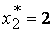 x₂* = 2